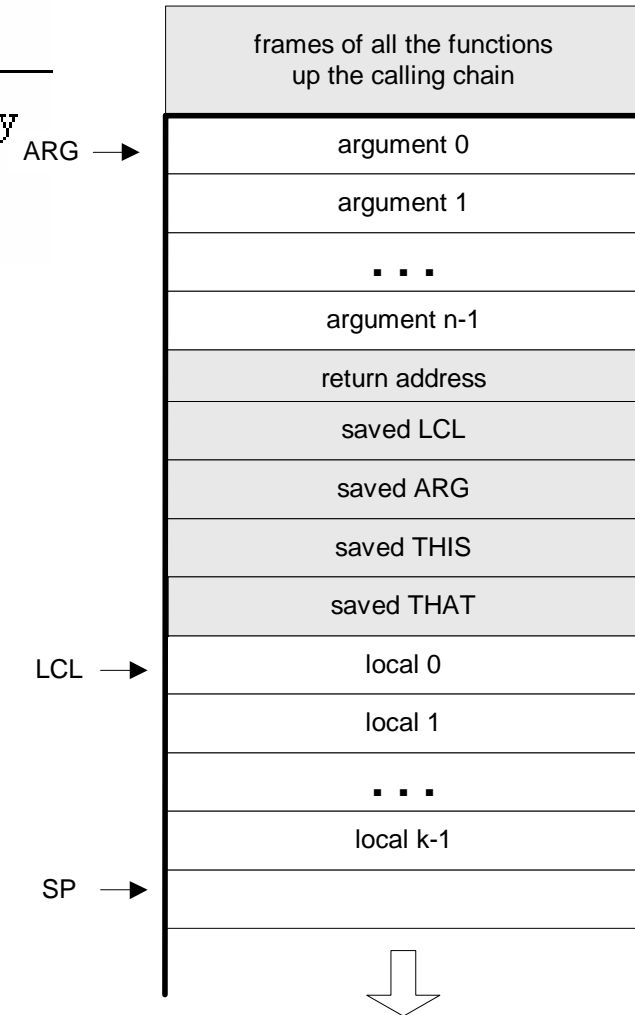 frames of all the functions
up the calling chain
y
ARG
argument 0
argument 1
. . .
argument n-1
return address
saved LCL
saved ARG
saved THIS
saved THAT
LCL
local 0
local 1
. . .
local k-1
SP